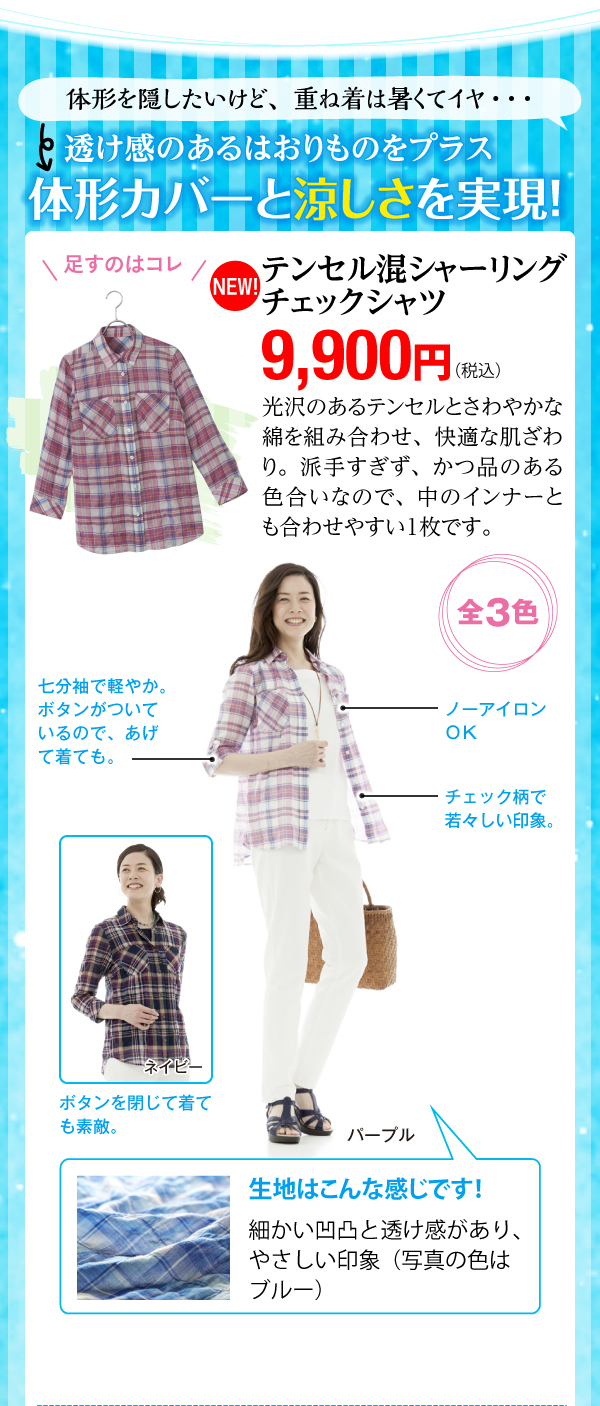 体形を隠したいけど、重ね着は暑くてイヤ・・・
透け感のあるはおりものをプラス
体形カバーと涼しさを実現!
足すのはコレ
NEW!
テンセル混シャーリング
チェックシャツ
9,900円（税込）
光沢のあるテンセルとさわやかな
綿を組み合わせ、快適な肌ざわ
り。派手すぎず、かつ品のある
色合いなので、中のインナーと
も合わせやすい1枚です。
全3色
七分袖で軽やか。
ボタンがついて
いるので、あげ
て着ても。
ノーアイロン
OK
チェック柄で
若々しい印象。
ネイビー
ボタンを閉じて着て
も素敵。
パープル
生地はこんな感じです!
細かい凹凸と透け感があり、
やさしい印象（写真の色は
ブルー）